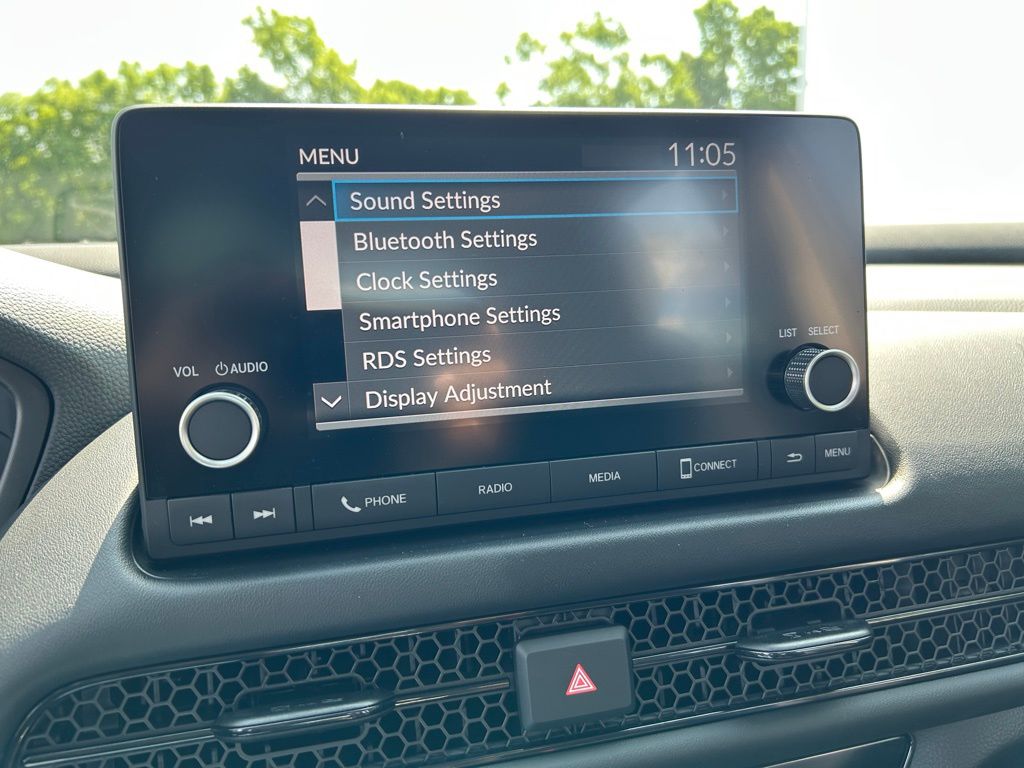 MENU 11:05
Sound Settings
Bluetooth Settings
Clock Settings
Smartphone Settings
RDS Settings
Display Adjustment
VOL AUDIO
LIST SELECT
PHONE RADIO MEDIA CONNECT MENU